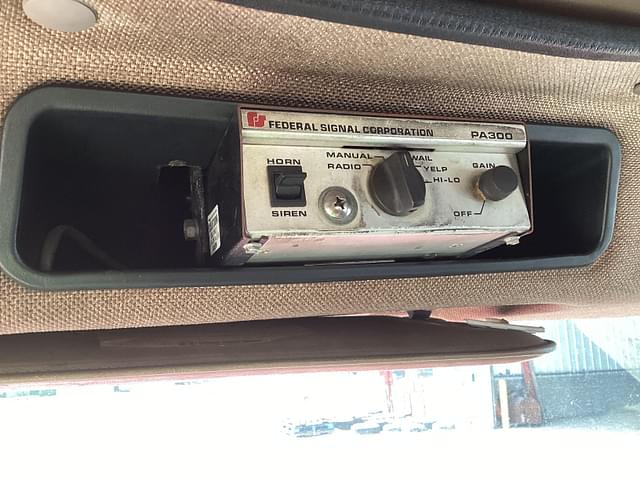 FS FEDERAL SIGNAL CORPORATION PA300
HORN
SIREN
MANUAL
RADIO
WAIL
YELP
HI-LO
GAIN
OFF